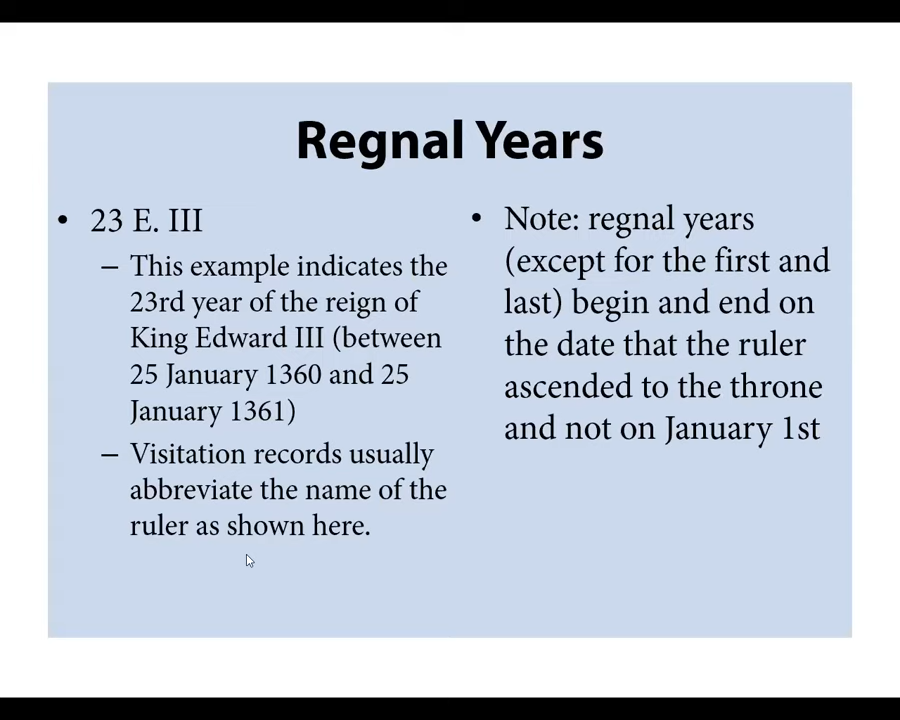 Regnal Years
• 23 E. III
– This example indicates the
23rd year of the reign of
King Edward III (between
25 January 1360 and 25
January 1361)
– Visitation records usually
abbreviate the name of the
ruler as shown here.
• Note: regnal years
(except for the first and
last) begin and end on
the date that the ruler
ascended to the throne
and not on January 1st